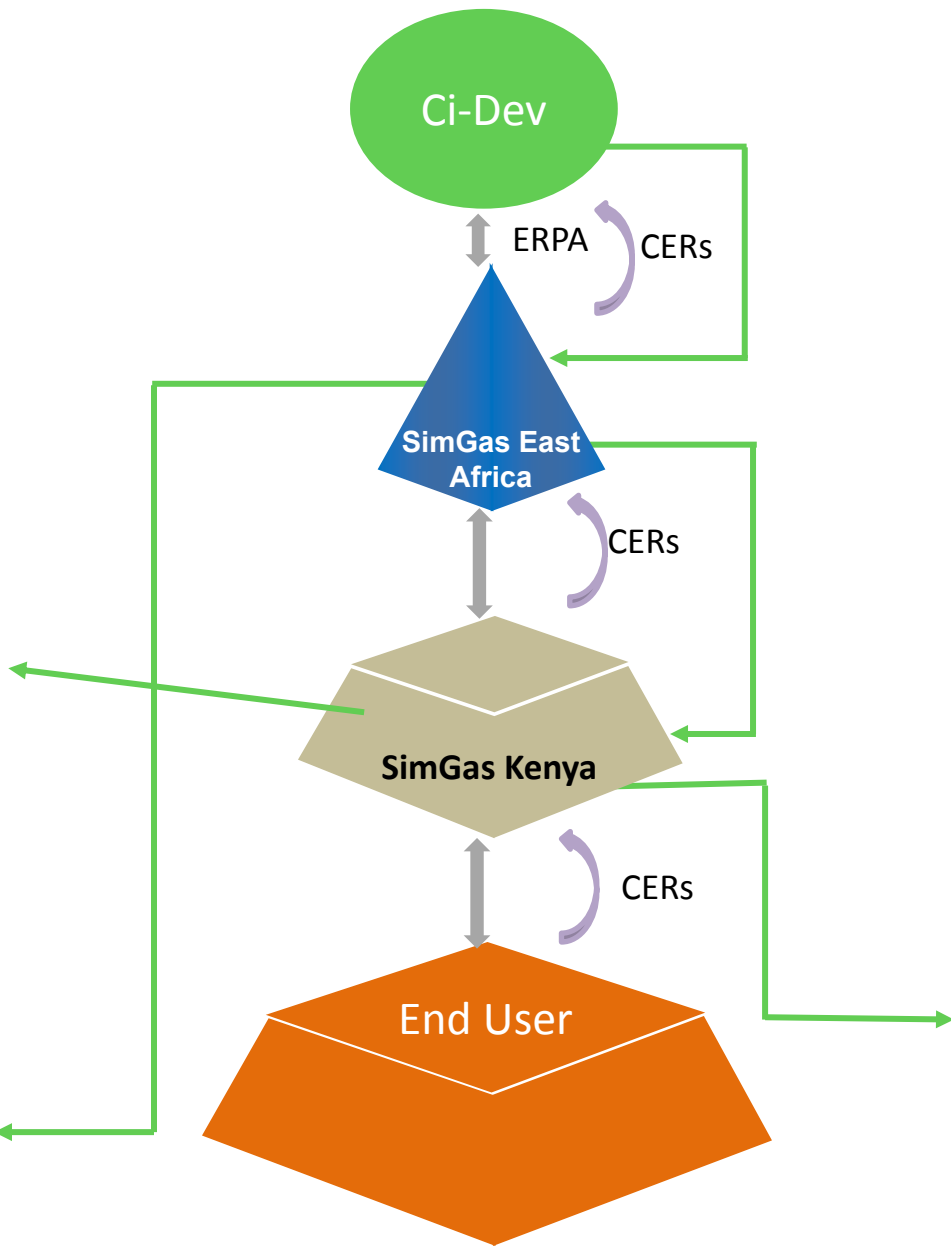 Ci-Dev
ERPA
CERs
SimGas East
Africa
CERs
SimGas Kenya
CERs
End User